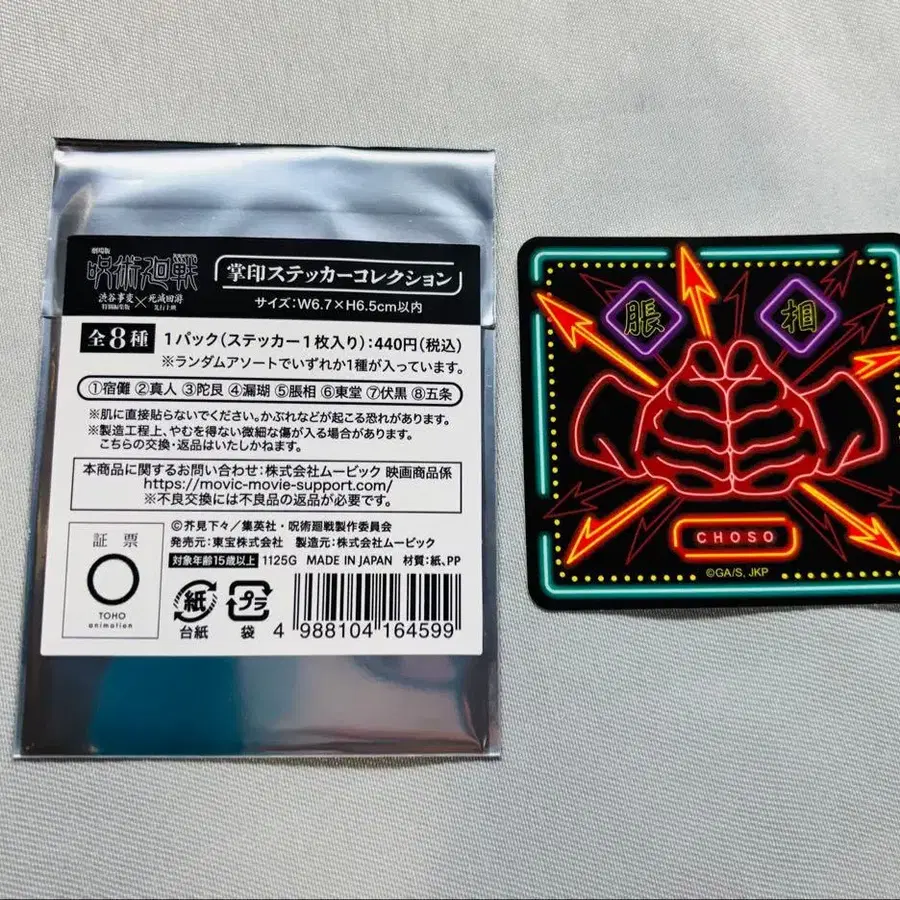 劇場版
呪術廻戦
渋谷事変 × 死滅回游
特別編集版 先行上映
掌印ステッカーコレクション
サイズ:W6.7×H6.5cm以内
全8種 1パック(ステッカー1枚入り):440円(税込)
※ランダムアソートでいずれか1種が入っています。
①宿儺 ②真人 ③陀艮 ④漏瑚 ⑤脹相 ⑥東堂 ⑦伏黒 ⑧五条
※肌に直接貼らないでください。かぶれなどが起こる恐れがあります。
※製造工程上、やむを得ない微細な傷が入る場合があります。
こちらの交換・返品はいたしかねます。
本商品に関するお問い合わせ:株式会社ムービック 映画商品係
https://movic-movie-support.com/
※不良交換には不良品の返品が必要です。
証票
TOHO
animation
©芥見下々/集英社・呪術廻戦製作委員会
発売元:東宝株式会社 製造元:株式会社ムービック
対象年齢15歳以上 1125G MADE IN JAPAN 材質:紙、PP
紙 プラ
台紙 袋
4 988104 164599
脹 相
CHOSO
©GA/S, JKP